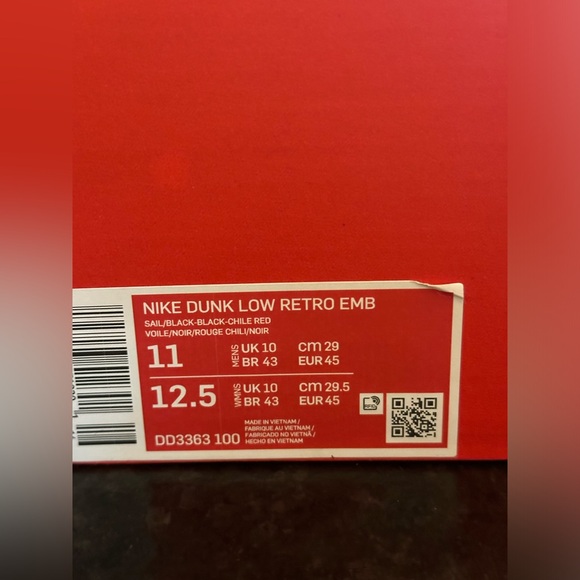 NIKE DUNK LOW RETRO EMB
SAIL/BLACK-BLACK-CHILE RED
VOILE/NOIR/ROUGE CHILI/NOIR
11 MENS UK 10 CM 29
BR 43 EUR 45
12.5 WMNS UK 10 CM 29.5
BR 43 EUR 45
DD3363 100
MADE IN VIETNAM /
FABRIQUE AU VIETNAM /
FABRICADO NO VIETNÃ /
HECHO EN VIETNAM